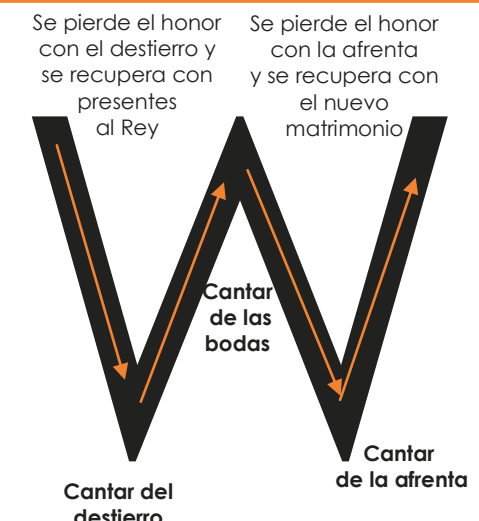 Se pierde el honor
con el destierro y
se recupera con
presentes
al Rey
Se pierde el honor
con la afrenta
y se recupera con
el nuevo
matrimonio
Cantar
de las
bodas
Cantar
de la afrenta
Cantar del
destierro